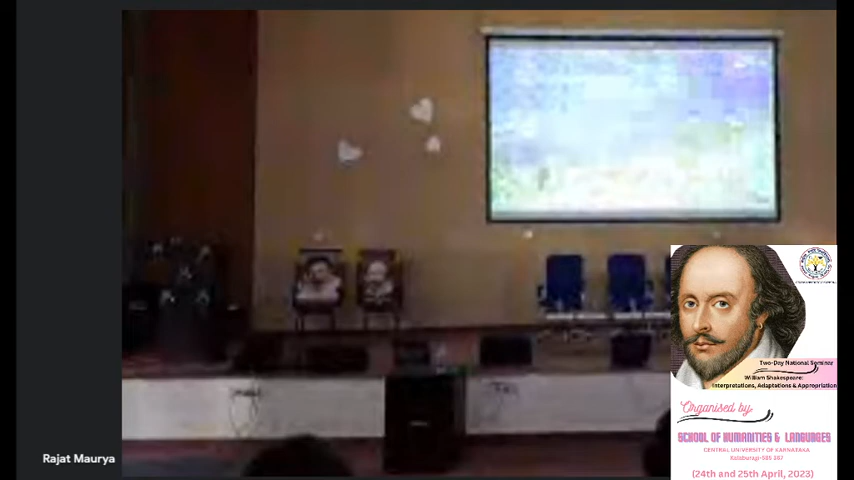 Two-Day National Seminar
William Shakespeare:
Interpretations, Adaptations & Appropriation
Organised by
SCHOOL OF HUMANITIES & LANGUAGES
CENTRAL UNIVERSITY OF KARNATAKA
(24th and 25th April, 2023)
Rajat Maurya